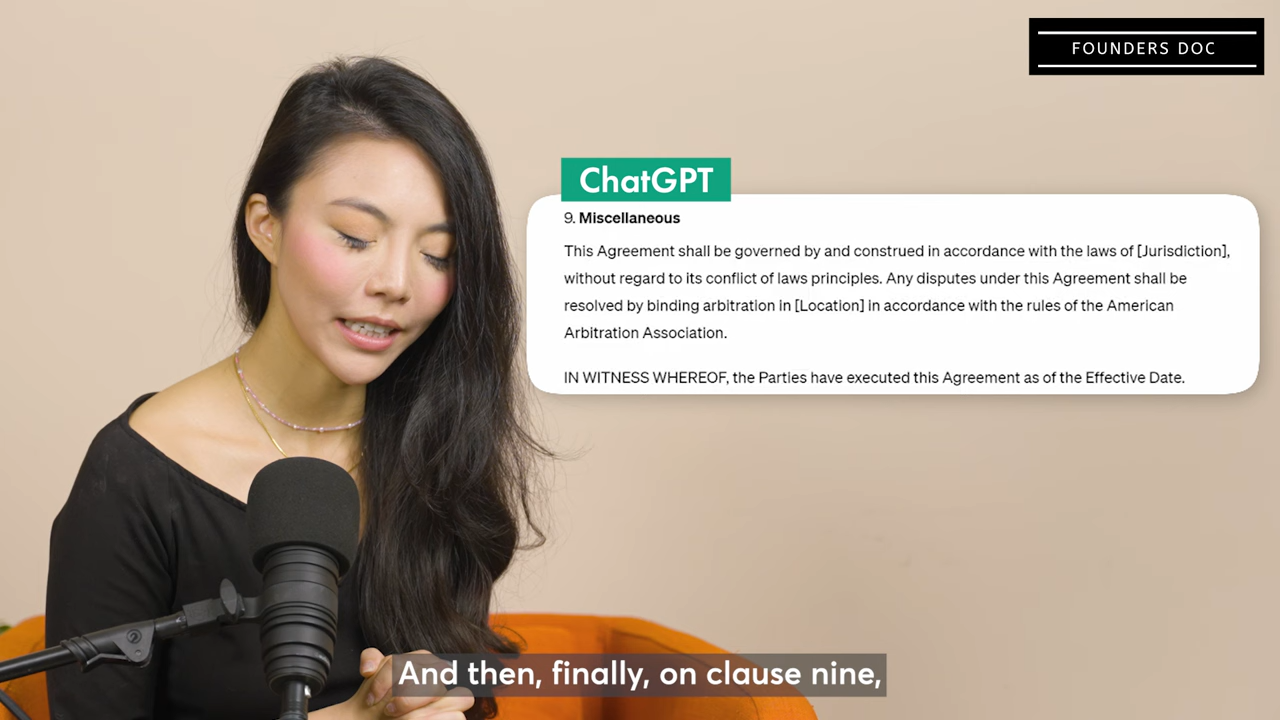 FOUNDERS DOC
ChatGPT
9. Miscellaneous
This Agreement shall be governed by and construed in accordance with the laws of [Jurisdiction],
without regard to its conflict of laws principles. Any disputes under this Agreement shall be
resolved by binding arbitration in [Location] in accordance with the rules of the American
Arbitration Association.
IN WITNESS WHEREOF, the Parties have executed this Agreement as of the Effective Date.
And then, finally, on clause nine,